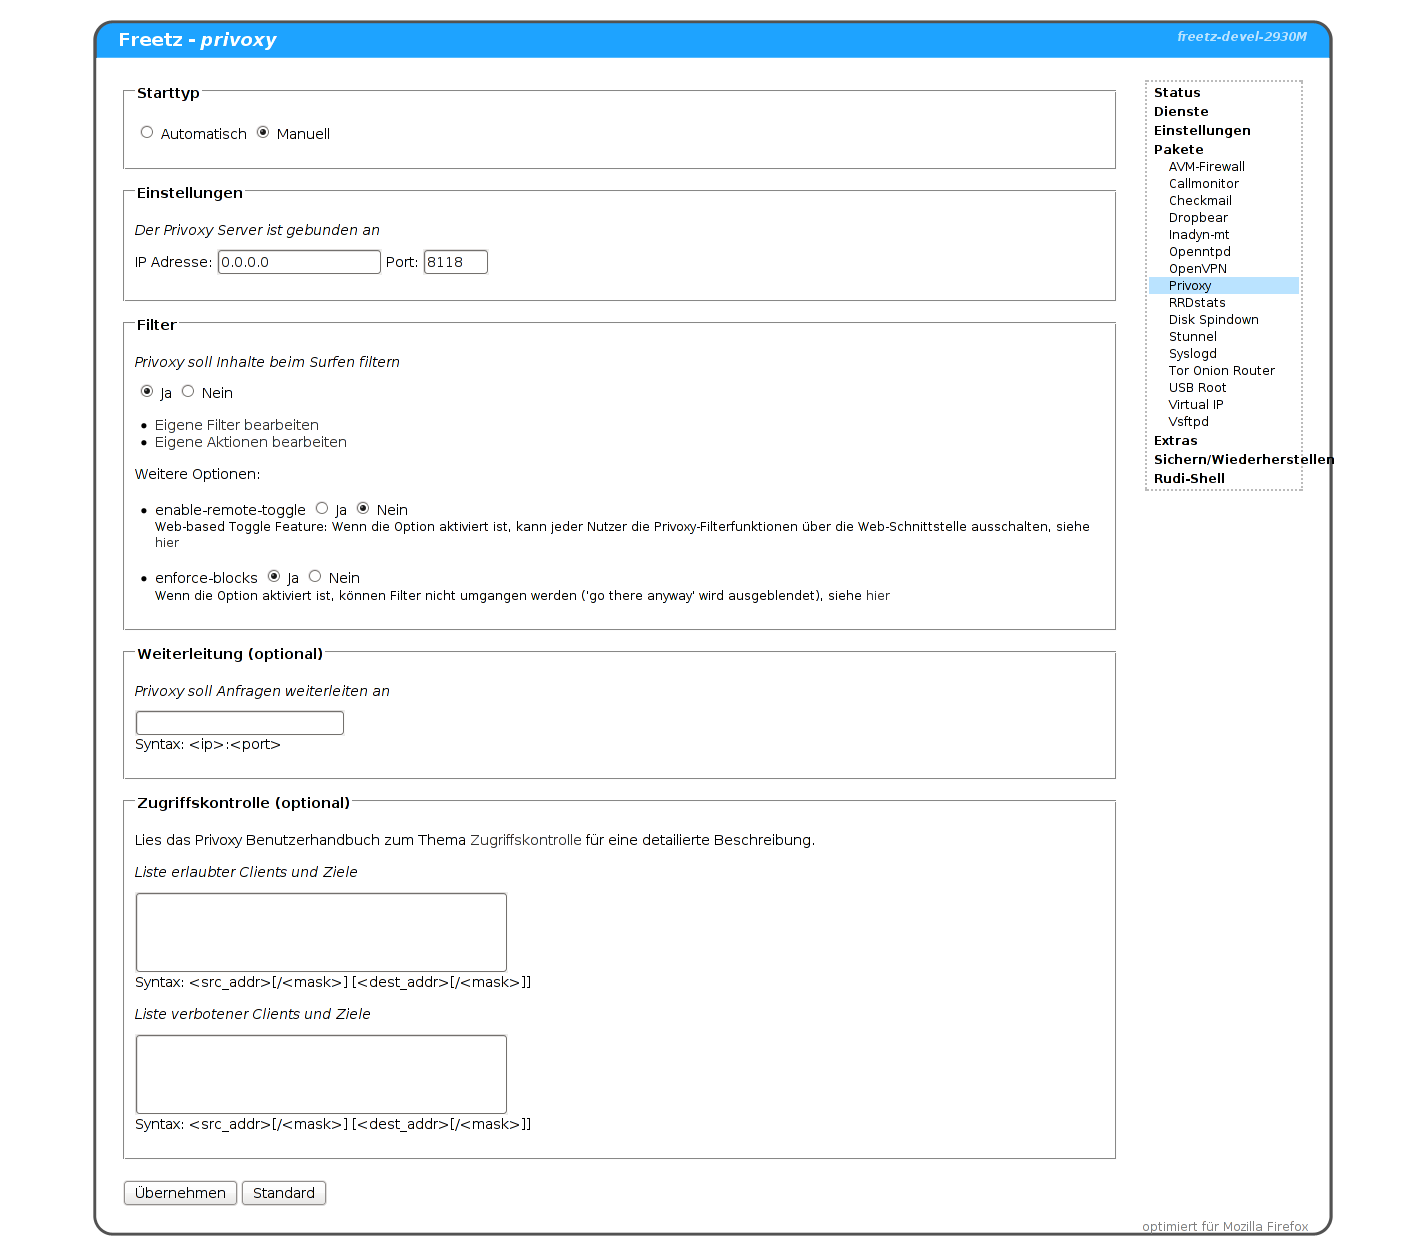 Freetz - privoxy
freetz-devel-2930M
Starttyp
Automatisch Manuell
Einstellungen
Der Privoxy Server ist gebunden an
IP Adresse: 0.0.0.0 Port: 8118
Filter
Privoxy soll Inhalte beim Surfen filtern
Ja Nein
• Eigene Filter bearbeiten
• Eigene Aktionen bearbeiten
Weitere Optionen:
• enable-remote-toggle Ja Nein
Web-based Toggle Feature: Wenn die Option aktiviert ist, kann jeder Nutzer die Privoxy-Filterfunktionen über die Web-Schnittstelle ausschalten, siehe
hier
• enforce-blocks Ja Nein
Wenn die Option aktiviert ist, können Filter nicht umgangen werden ('go there anyway' wird ausgeblendet), siehe hier
Weiterleitung (optional)
Privoxy soll Anfragen weiterleiten an
Syntax: <ip>:<port>
Zugriffskontrolle (optional)
Lies das Privoxy Benutzerhandbuch zum Thema Zugriffskontrolle für eine detailierte Beschreibung.
Liste erlaubter Clients und Ziele
Syntax: <src_addr>[/<mask>] [<dest_addr>[/<mask>]]
Liste verbotener Clients und Ziele
Syntax: <src_addr>[/<mask>] [<dest_addr>[/<mask>]]
Übernehmen Standard
Status
Dienste
Einstellungen
Pakete
AVM-Firewall
Callmonitor
Checkmail
Dropbear
Inadyn-mt
Openntpd
OpenVPN
Privoxy
RRDstats
Disk Spindown
Stunnel
Syslogd
Tor Onion Router
USB Root
Virtual IP
Vsftpd
Extras
Sichern/Wiederherstellen
Rudi-Shell
optimiert für Mozilla Firefox